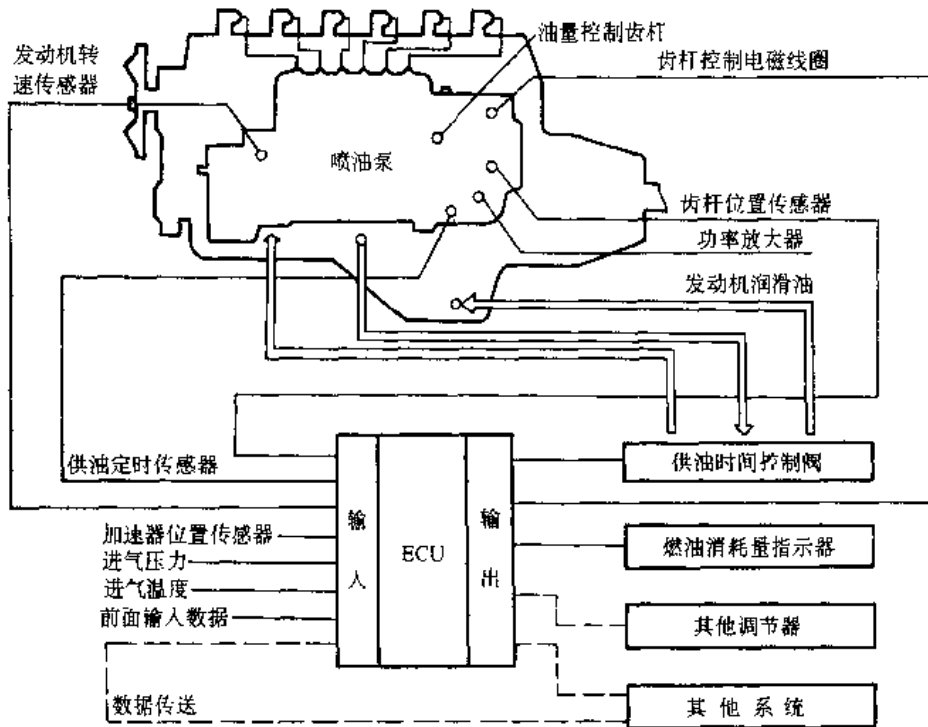 油量控制齿杆
发动机转
速传感器
齿杆控制电磁线圈
喷油泵
齿杆位置传感器
功率放大器
发动机润滑油
供油定时传感器
供油时间控制阀
输入
ECU
输出
加速器位置传感器
进气压力
进气温度
前面输入数据
燃油消耗量指示器
其他调节器
数据传送
其他系统